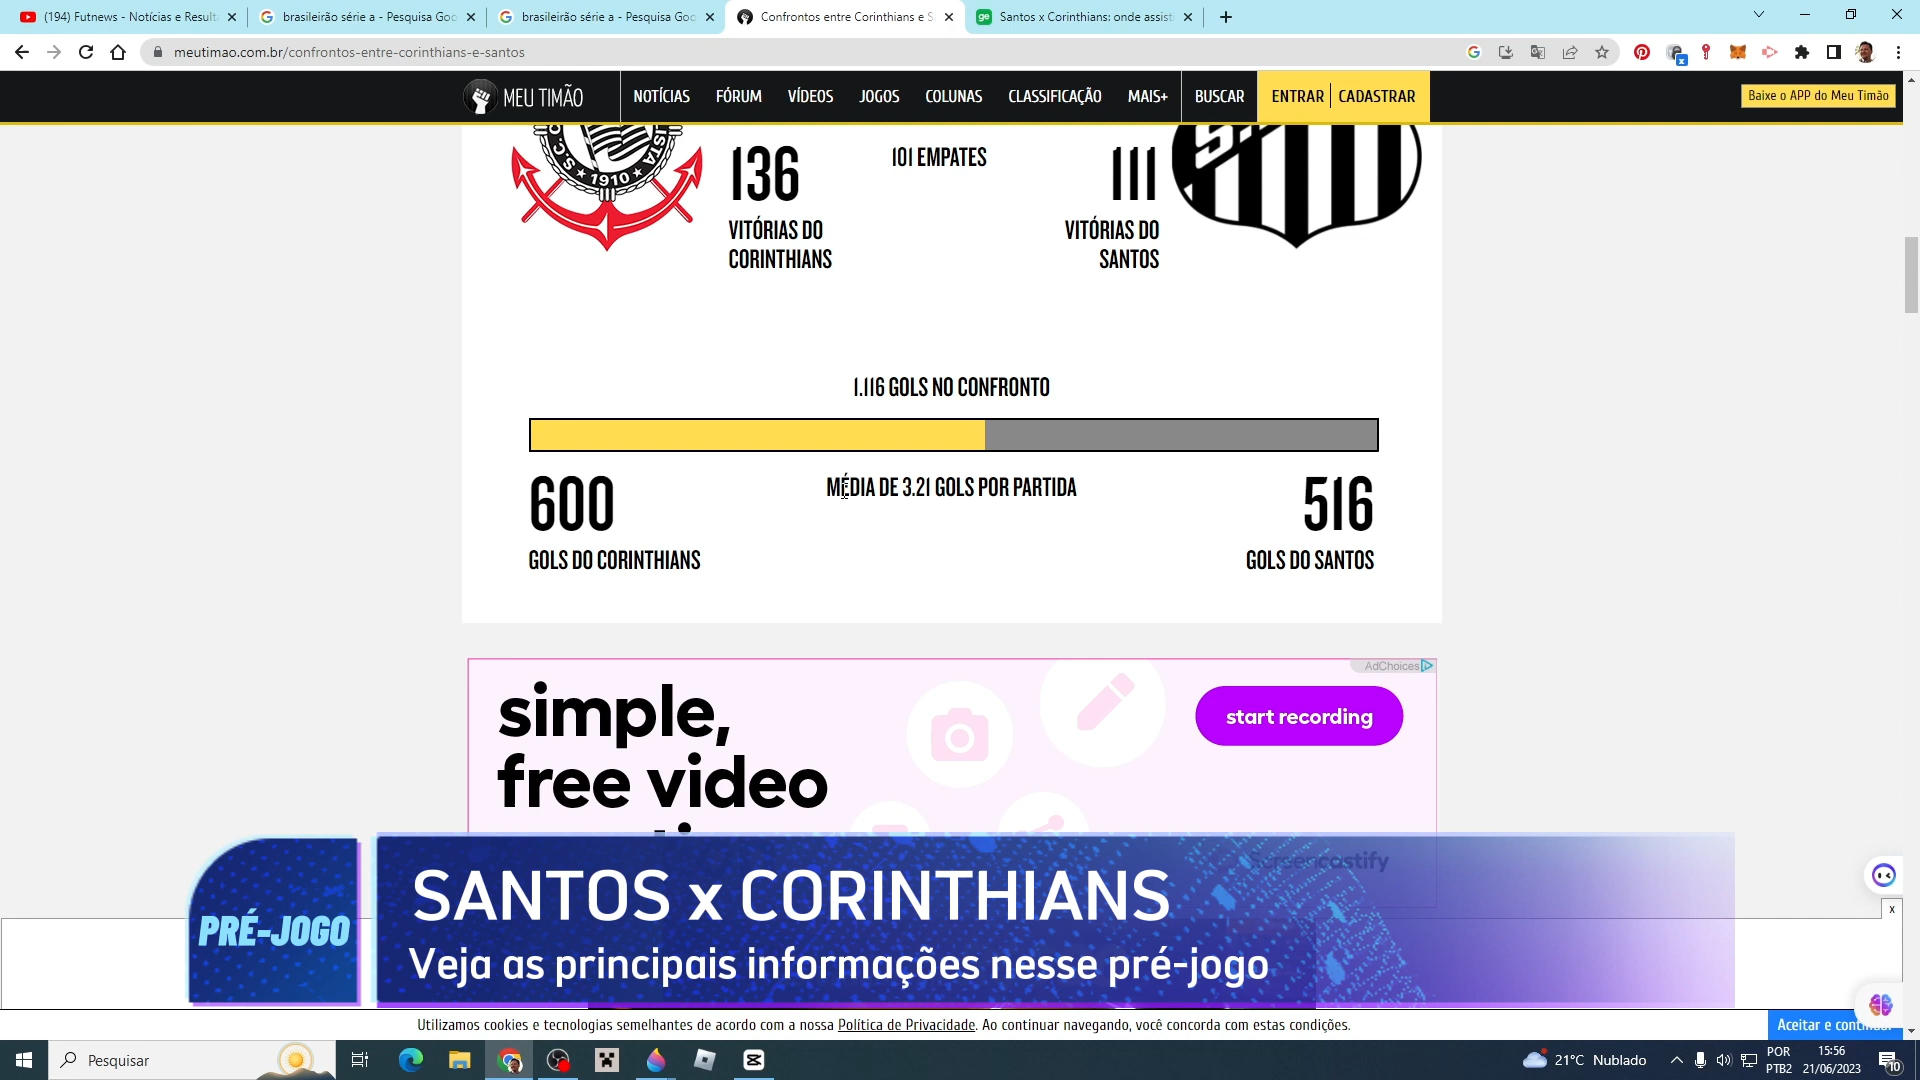 (194) Futnews - Notícias e Result
brasileirão série a - Pesquisa Goo
brasileirão série a - Pesquisa Goo
Confrontos entre Corinthians e S
ge
Santos x Corinthians: onde assist
meutimao.com.br/confrontos-entre-corinthians-e-santos
MEU TIMÃO
NOTÍCIAS
FÓRUM
VÍDEOS
JOGOS
COLUNAS
CLASSIFICAÇÃO
MAIS+
BUSCAR
ENTRAR
CADASTRAR
Baixe o APP do Meu Timão
1910
136
VITÓRIAS DO
CORINTHIANS
101 EMPATES
111
VITÓRIAS DO
SANTOS
1.116 GOLS NO CONFRONTO
600
GOLS DO CORINTHIANS
MÉDIA DE 3.21 GOLS POR PARTIDA
516
GOLS DO SANTOS
AdChoices
simple,
free video
start recording
Screencastify
PRÉ-JOGO
SANTOS x CORINTHIANS
Veja as principais informações nesse pré-jogo
x
Utilizamos cookies e tecnologias semelhantes de acordo com a nossa Política de Privacidade. Ao continuar navegando, você concorda com estas condições.
Aceitar e continuar
Pesquisar
21°C Nublado
POR
PTB2
15:56
21/06/2023
10